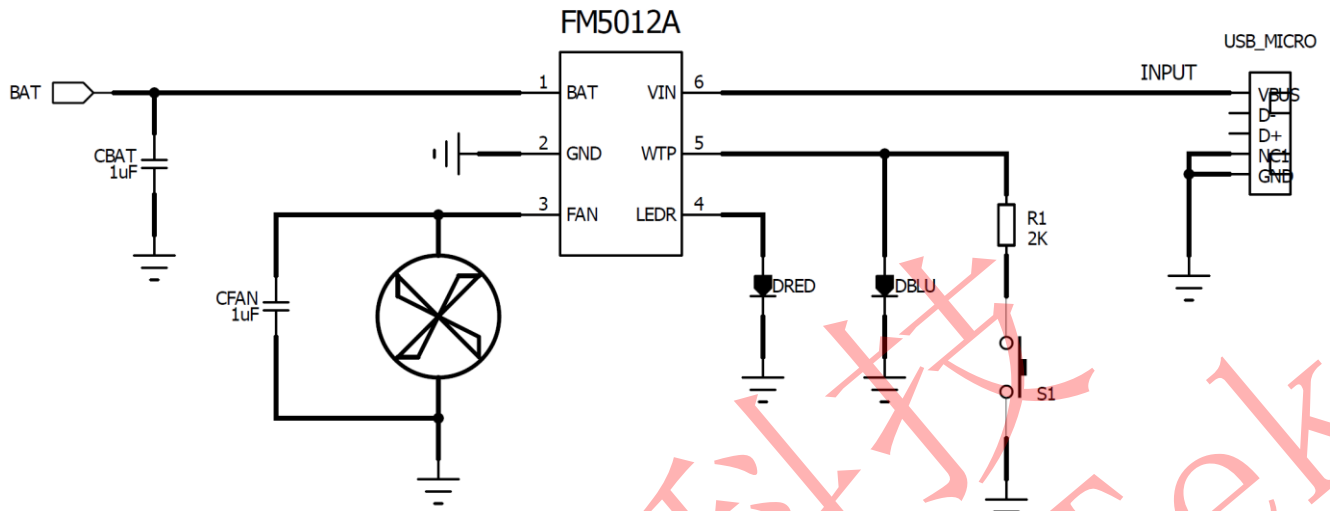 FM5012A
USB_MICRO
BAT
1 BAT VIN 6
INPUT
VBUS
D-
D+
NC1
GND
CBAT
1uF
2 GND WTP 5
3 FAN LEDR 4
R1
2K
CFAN
1uF
DRED
DBLU
S1